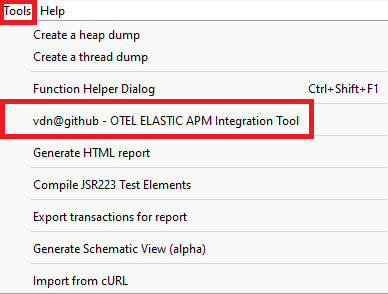 Tools Help
Create a heap dump
Create a thread dump
Function Helper Dialog Ctrl+Shift+F1
vdn@github - OTEL ELASTIC APM Integration Tool
Generate HTML report
Compile JSR223 Test Elements
Export transactions for report
Generate Schematic View (alpha)
Import from cURL